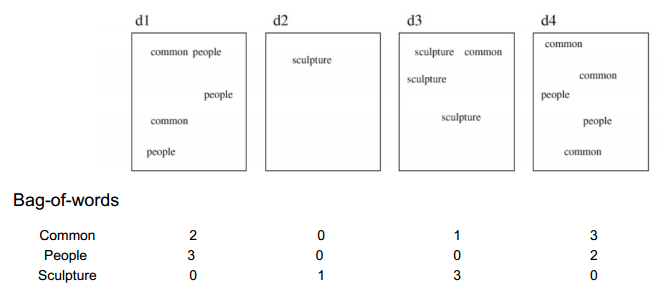 d1 d2 d3 d4
common people
people
common
people
sculpture
sculpture common
sculpture
sculpture
common
common
people
people
common
Bag-of-words
Common 2 0 1 3
People 3 0 0 2
Sculpture 0 1 3 0